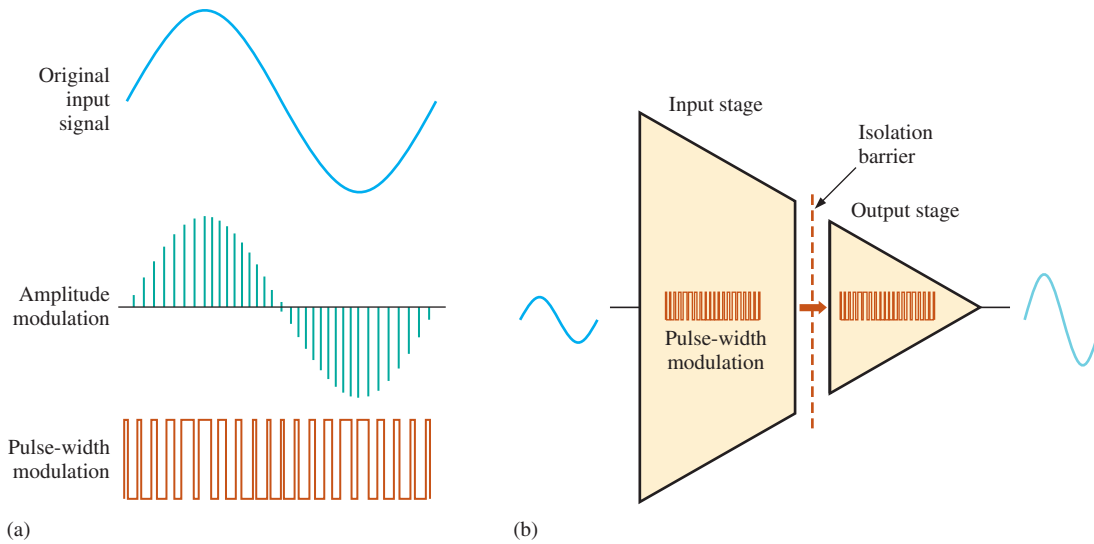 Original
input
signal
Amplitude
modulation
Pulse-width
modulation
(a)
Input stage
Isolation
barrier
Output stage
Pulse-width
modulation
(b)